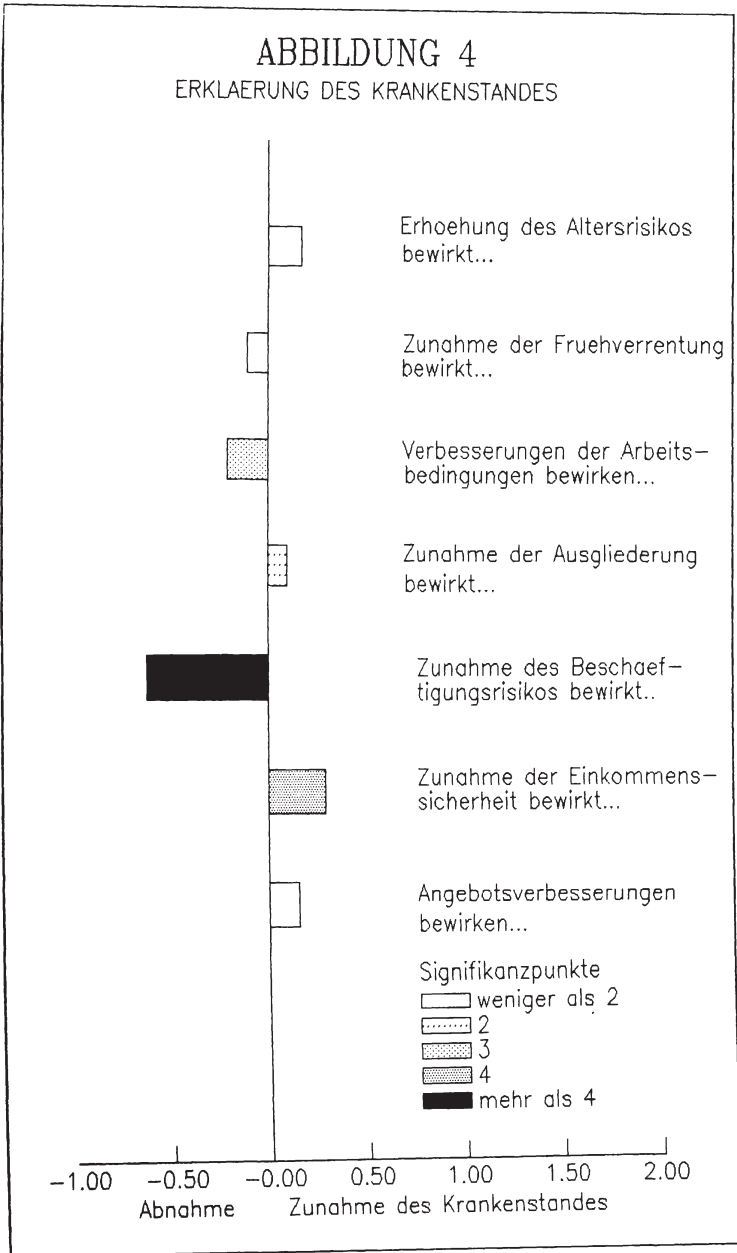 ABBILDUNG 4
ERKLAERUNG DES KRANKENSTANDES
Erhoehung des Altersrisikos
bewirkt...
Zunahme der Fruehverrentung
bewirkt...
Verbesserungen der Arbeits-
bedingungen bewirken...
Zunahme der Ausgliederung
bewirkt...
Zunahme des Beschaef-
tigungsrisikos bewirkt..
Zunahme der Einkommens-
sicherheit bewirkt...
Angebotsverbesserungen
bewirken...
Signifikanzpunkte
weniger als 2
2
3
4
mehr als 4
-1.00 -0.50 -0.00 0.50 1.00 1.50 2.00
Abnahme Zunahme des Krankenstandes